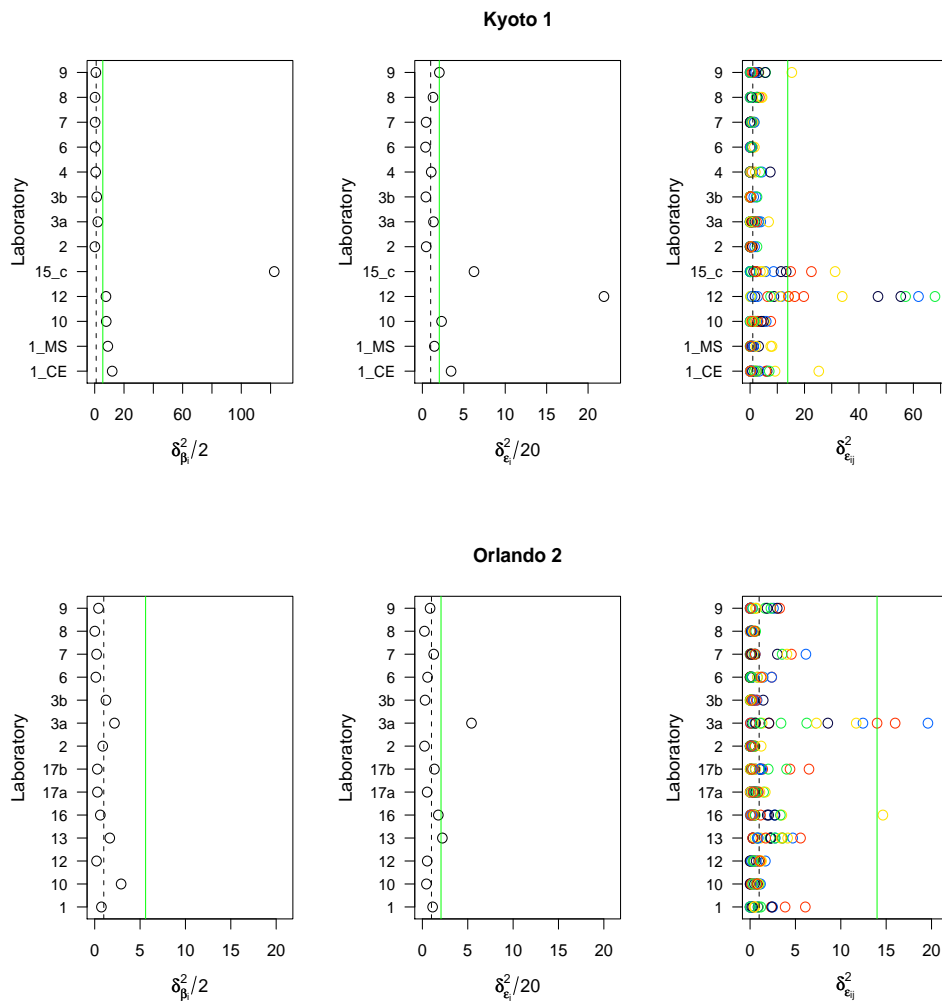 Kyoto 1
Laboratory
9
8
7
6
4
3b
3a
2
15_c
12
10
1_MS
1_CE
0 20 60 100
δ²βᵢ/2
Laboratory
9
8
7
6
4
3b
3a
2
15_c
12
10
1_MS
1_CE
0 5 10 15 20
δ²εᵢ/20
Laboratory
9
8
7
6
4
3b
3a
2
15_c
12
10
1_MS
1_CE
0 20 40 60
δ²εᵢⱼ
Orlando 2
Laboratory
9
8
7
6
3b
3a
2
17b
17a
16
13
12
10
1
0 5 10 15 20
δ²βᵢ/2
Laboratory
9
8
7
6
3b
3a
2
17b
17a
16
13
12
10
1
0 5 10 15 20
δ²εᵢ/20
Laboratory
9
8
7
6
3b
3a
2
17b
17a
16
13
12
10
1
0 5 10 15 20
δ²εᵢⱼ